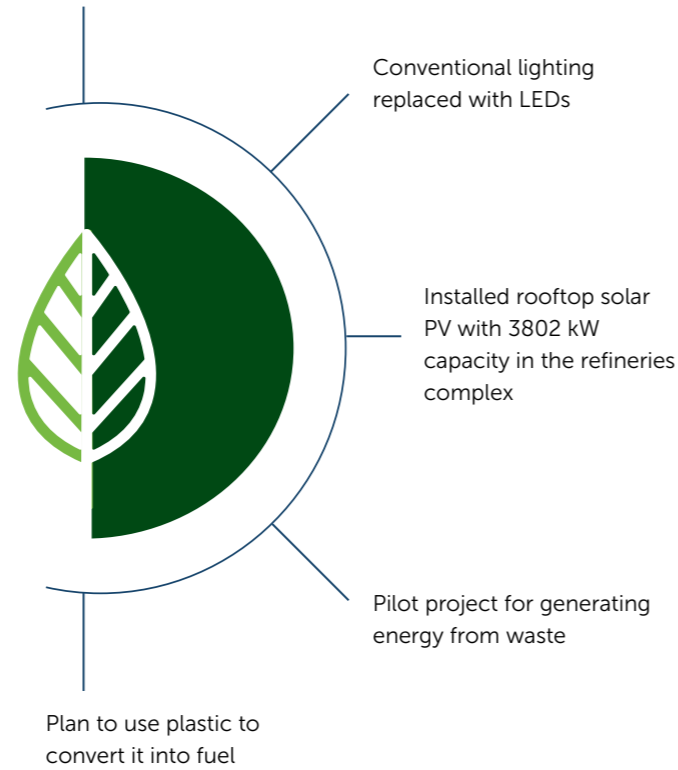 Conventional lighting
replaced with LEDs
Installed rooftop solar
PV with 3802 kW
capacity in the refineries
complex
Pilot project for generating
energy from waste
Plan to use plastic to
convert it into fuel